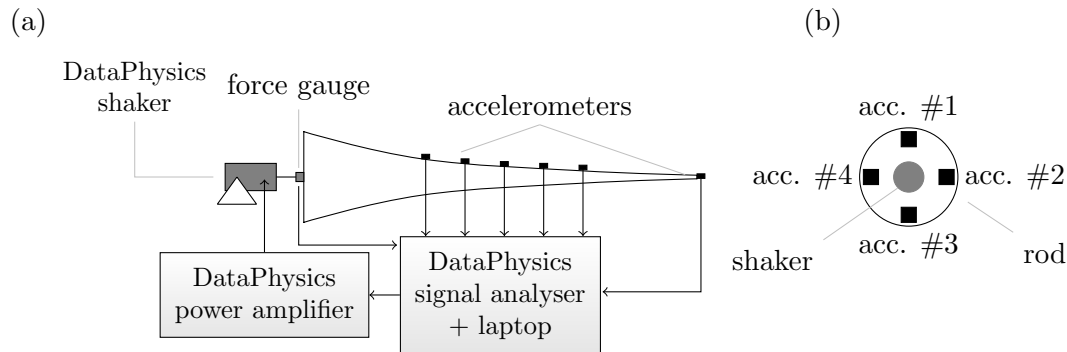 (a)
DataPhysics
shaker
force gauge
accelerometers
DataPhysics
power amplifier
DataPhysics
signal analyser
+ laptop
(b)
acc. #1
acc. #4
acc. #2
acc. #3
shaker
rod